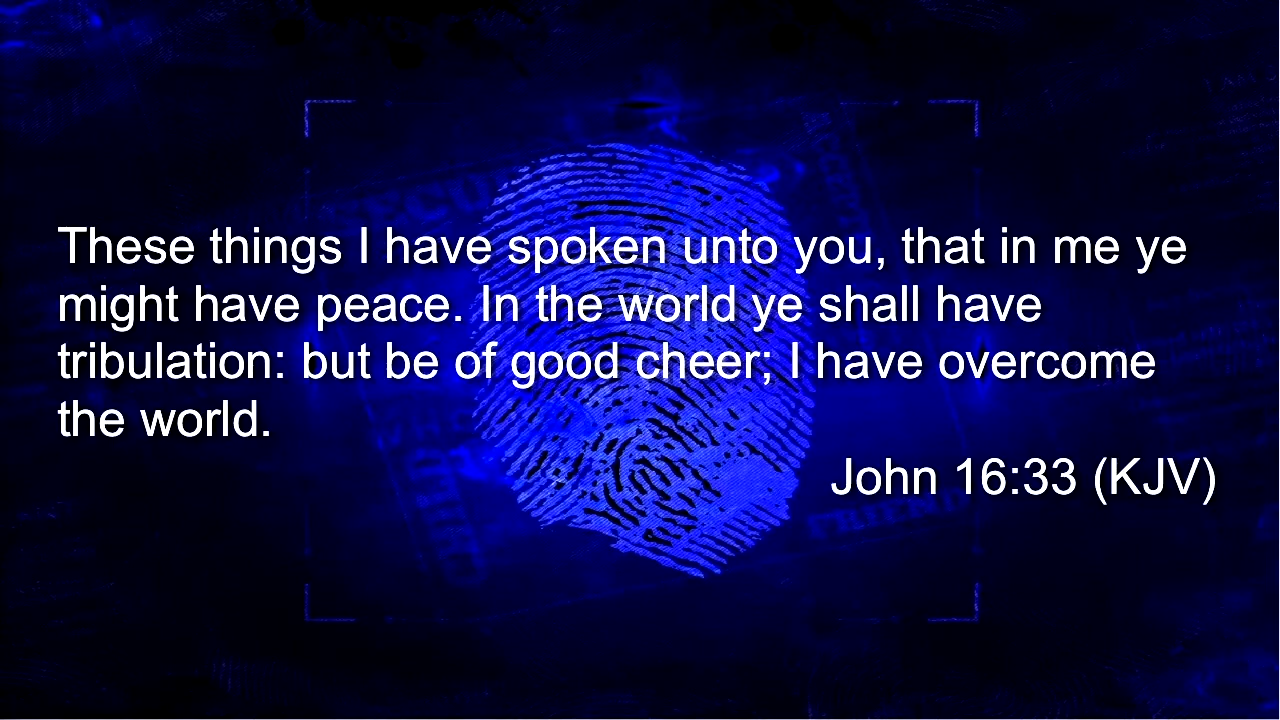 These things I have spoken unto you, that in me ye
might have peace. In the world ye shall have
tribulation: but be of good cheer; I have overcome
the world.
John 16:33 (KJV)